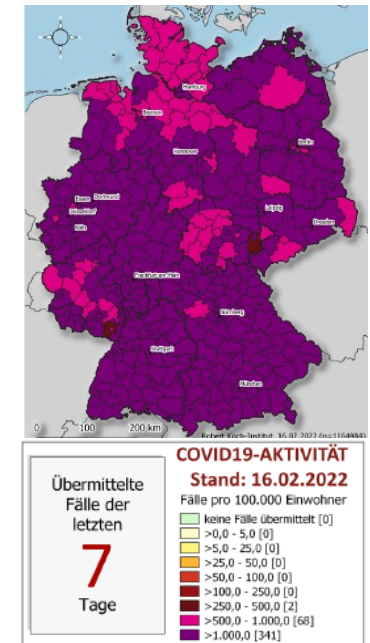 Hamburg
Bremen
Berlin
Hannover
Essen Dortmund
Düsseldorf
Leipzig
Köln
Dresden
Frankfurt am Main
Nürnberg
Stuttgart
München
0 100 200 km
Robert Koch-Institut, 16.02.2022 (n=1164984)
COVID19-AKTIVITÄT
Stand: 16.02.2022
Übermittelte
Fälle der
letzten
7
Tage
Fälle pro 100.000 Einwohner
keine Fälle übermittelt [0]
>0,0 - 5,0 [0]
>5,0 - 25,0 [0]
>25,0 - 50,0 [0]
>50,0 - 100,0 [0]
>100,0 - 250,0 [0]
>250,0 - 500,0 [2]
>500,0 - 1.000,0 [68]
>1.000,0 [341]